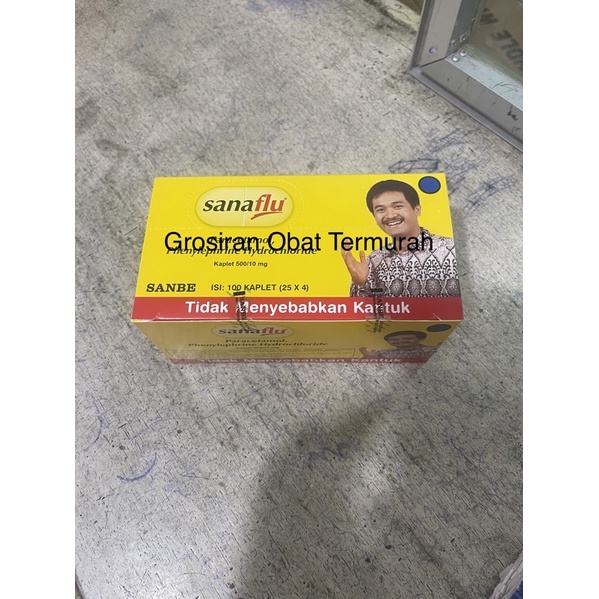 sanaflu
Grosiran Obat Termurah
Phenylephrine Hydrochloride
Kaplet 500/10 mg
SANBE ISI: 100 KAPLET (25 X 4)
Tidak Menyebabkan Kantuk
sanaflu
Paracetamol,
Phenylephrine Hydrochloride
Kantuk